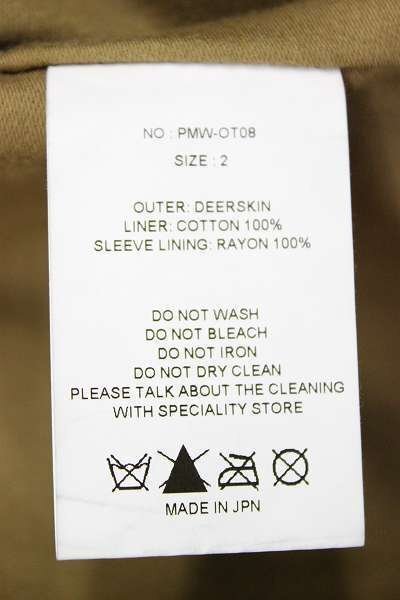 NO : PMW-OT08
SIZE : 2
OUTER: DEERSKIN
LINER: COTTON 100%
SLEEVE LINING: RAYON 100%
DO NOT WASH
DO NOT BLEACH
DO NOT IRON
DO NOT DRY CLEAN
PLEASE TALK ABOUT THE CLEANING
WITH SPECIALITY STORE
MADE IN JPN